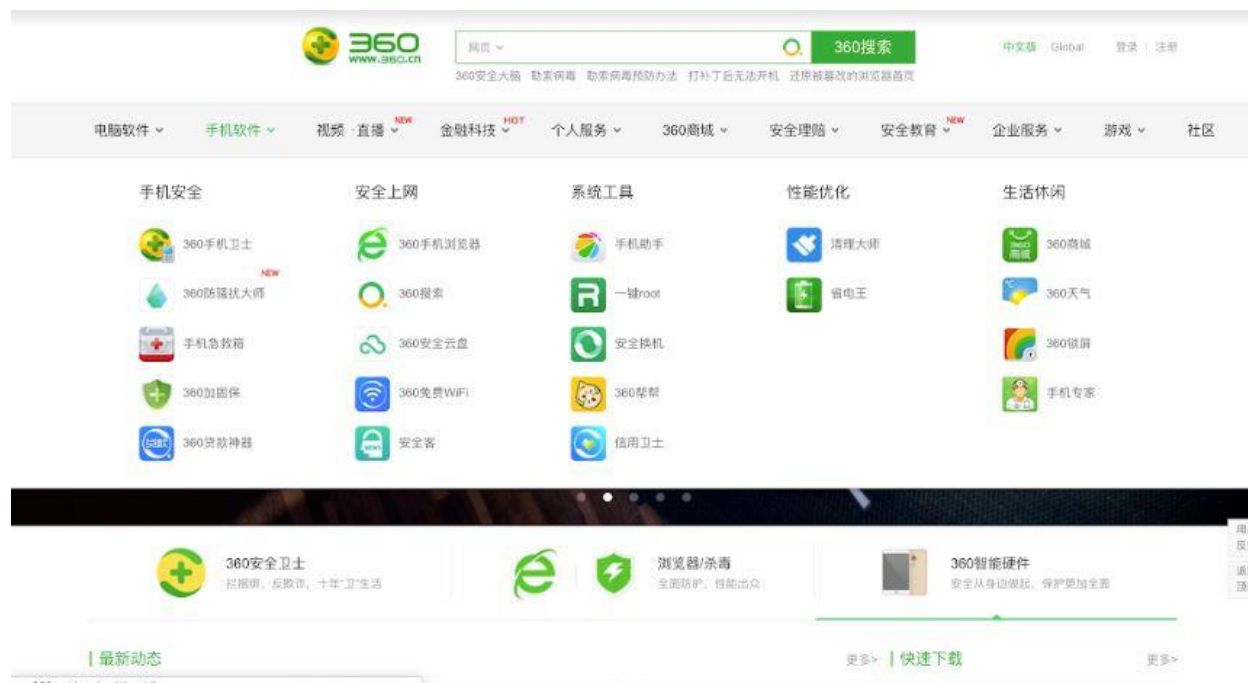 360
www.360.cn
网页
360搜索
中文版 Global 登录 注册
360安全大脑 勒索病毒 勒索病毒预防办法 打补丁后无法开机 还原被篡改的浏览器首页
电脑软件 手机软件 视频·直播 NEW 金融科技 HOT 个人服务 360商城 安全理赔 安全教育 NEW 企业服务 游戏 社区
手机安全 安全上网 系统工具 性能优化 生活休闲
360手机卫士 360手机浏览器 手机助手 清理大师 360商城
360防骚扰大师 NEW 360搜索 一键root 省电王 360天气
手机急救箱 360安全云盘 安全换机 360锁屏
360加固保 360免费WiFi 360帮帮 手机专家
360贷款神器 安全客 信用卫士
360安全卫士 浏览器/杀毒 360智能硬件
拦捆绑，反欺诈，十年“卫”生活 全面防护，性能出众 安全从身边做起，保护更加全面
最新动态 更多> 快速下载 更多>